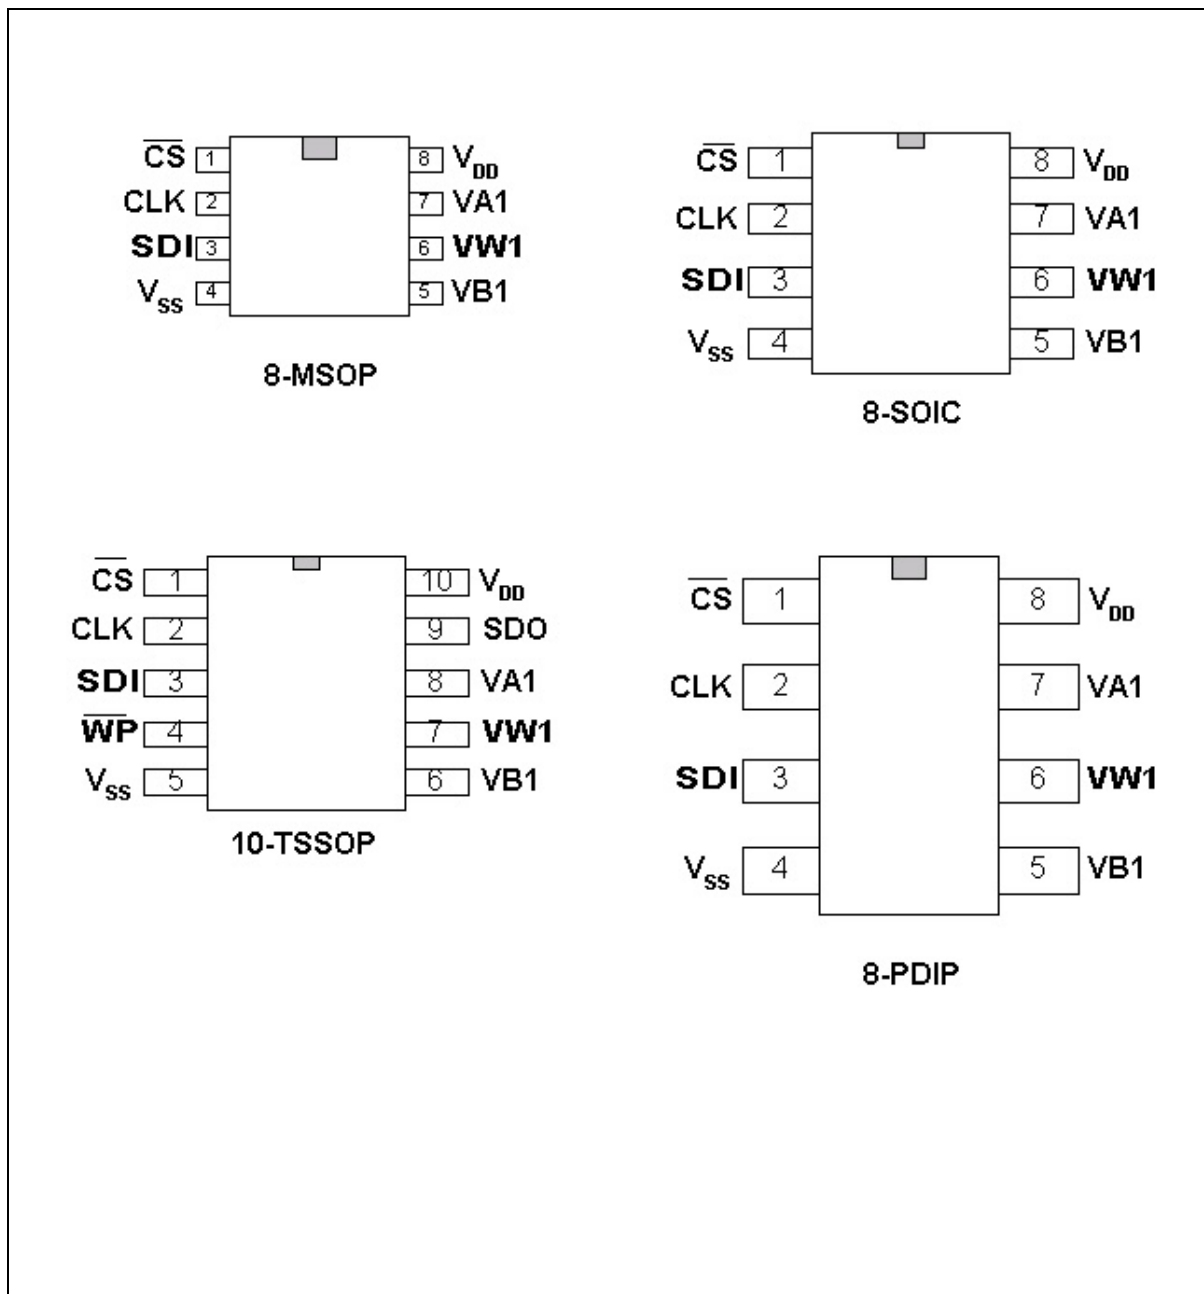 CS 1 8 VDD
CLK 2 7 VA1
SDI 3 6 VW1
VSS 4 5 VB1
8-MSOP
CS 1 8 VDD
CLK 2 7 VA1
SDI 3 6 VW1
VSS 4 5 VB1
8-SOIC
CS 1 10 VDD
CLK 2 9 SDO
SDI 3 8 VA1
WP 4 7 VW1
VSS 5 6 VB1
10-TSSOP
CS 1 8 VDD
CLK 2 7 VA1
SDI 3 6 VW1
VSS 4 5 VB1
8-PDIP